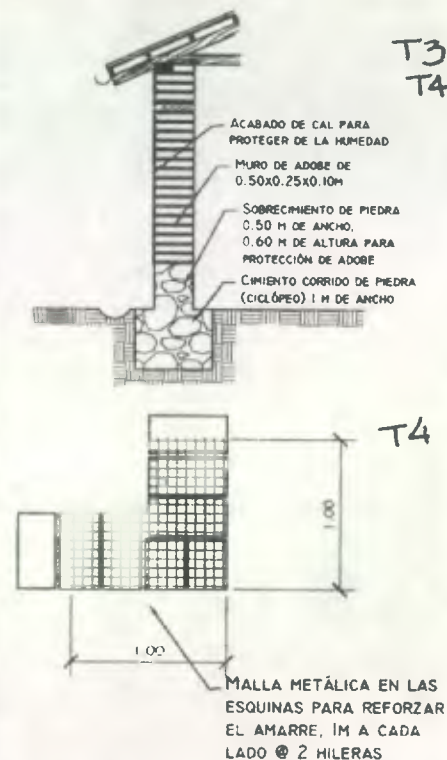 T3
T4
ACABADO DE CAL PARA
PROTEGER DE LA HUMEDAD
MURO DE ADOBE DE
0.50X0.25X0.10M
SOBRECIMIENTO DE PIEDRA
0.50 M DE ANCHO,
0.60 M DE ALTURA PARA
PROTECCIÓN DE ADOBE
CIMIENTO CORRIDO DE PIEDRA
(CICLÓPEO) 1 M DE ANCHO
T4
1.00
1.00
MALLA METÁLICA EN LAS
ESQUINAS PARA REFORZAR
EL AMARRE, 1M A CADA
LADO @ 2 HILERAS